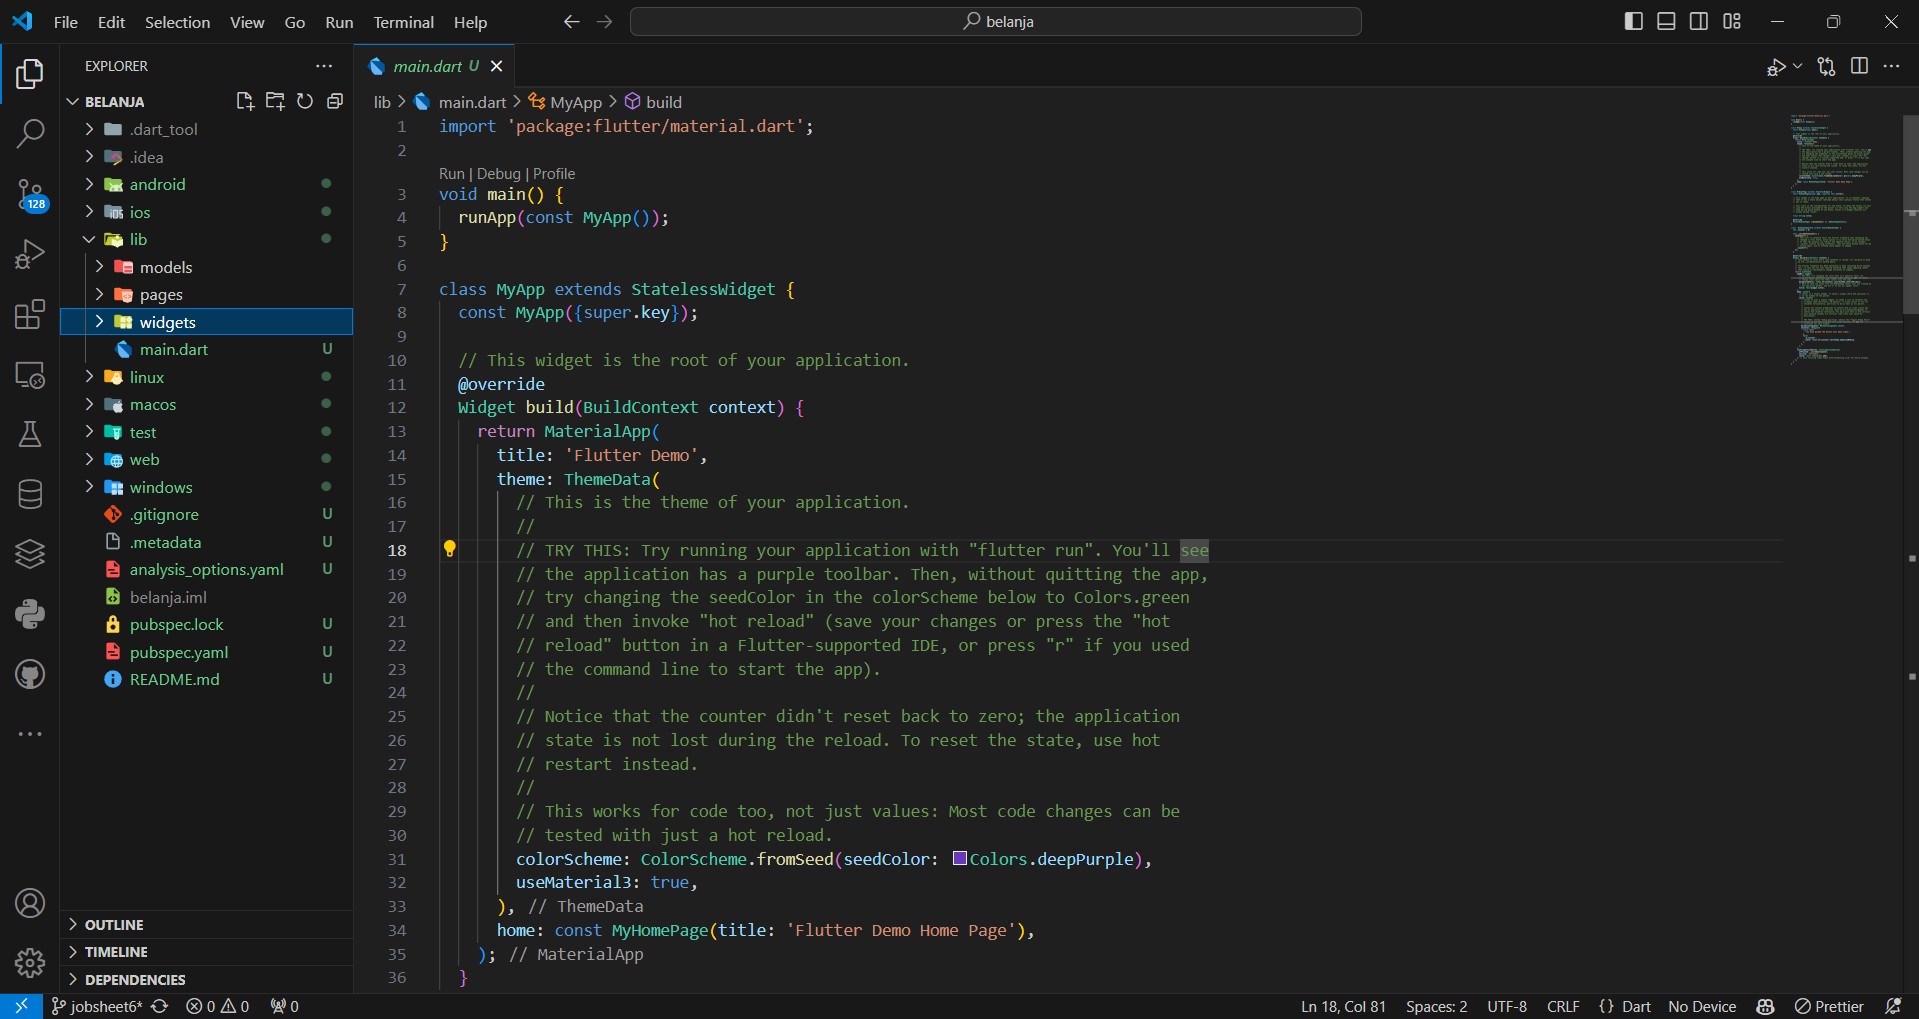 File Edit Selection View Go Run Terminal Help
belanja
EXPLORER
BELANJA
.dart_tool
.idea
android
ios
lib
models
pages
widgets
main.dart U
linux
macos
test
web
windows
.gitignore U
.metadata U
analysis_options.yaml U
belanja.iml
pubspec.lock U
pubspec.yaml U
README.md U
OUTLINE
TIMELINE
DEPENDENCIES
128
main.dart U
lib > main.dart > MyApp > build
1 import 'package:flutter/material.dart';
2
Run | Debug | Profile
3 void main() {
4 runApp(const MyApp());
5 }
6
7 class MyApp extends StatelessWidget {
8 const MyApp({super.key});
9
10 // This widget is the root of your application.
11 @override
12 Widget build(BuildContext context) {
13 return MaterialApp(
14 title: 'Flutter Demo',
15 theme: ThemeData(
16 // This is the theme of your application.
17 //
18 // TRY THIS: Try running your application with "flutter run". You'll see
19 // the application has a purple toolbar. Then, without quitting the app,
20 // try changing the seedColor in the colorScheme below to Colors.green
21 // and then invoke "hot reload" (save your changes or press the "hot
22 // reload" button in a Flutter-supported IDE, or press "r" if you used
23 // the command line to start the app).
24 //
25 // Notice that the counter didn't reset back to zero; the application
26 // state is not lost during the reload. To reset the state, use hot
27 // restart instead.
28 //
29 // This works for code too, not just values: Most code changes can be
30 // tested with just a hot reload.
31 colorScheme: ColorScheme.fromSeed(seedColor: Colors.deepPurple),
32 useMaterial3: true,
33 ), // ThemeData
34 home: const MyHomePage(title: 'Flutter Demo Home Page'),
35 ); // MaterialApp
36 }
jobsheet6* 0 0 0 Ln 18, Col 81 Spaces: 2 UTF-8 CRLF {} Dart No Device Prettier